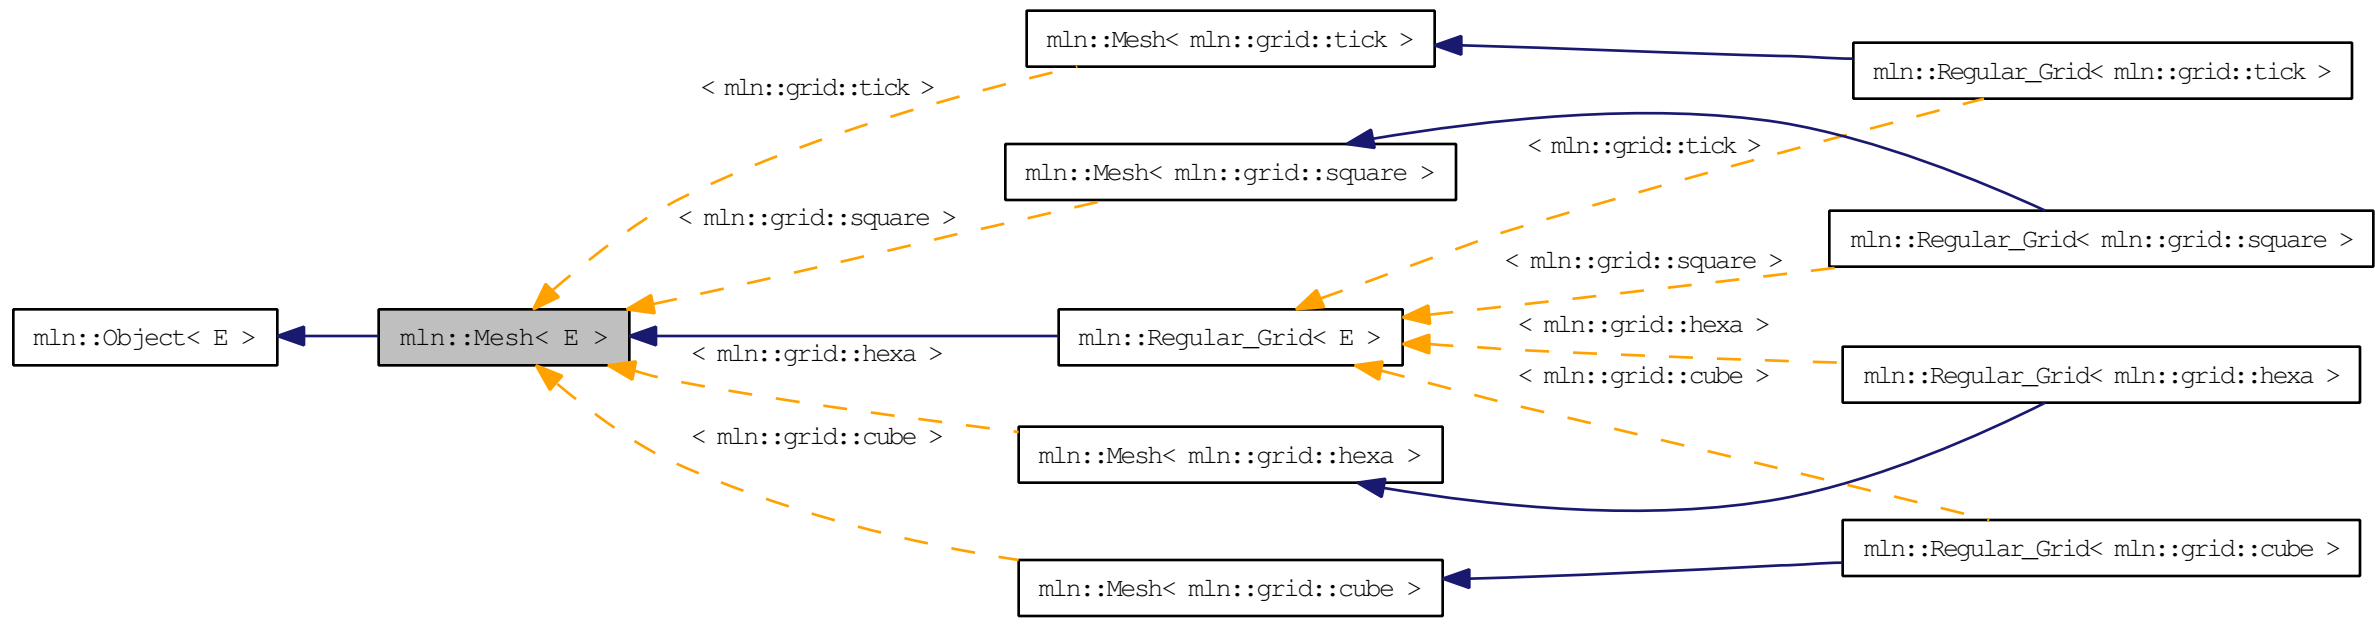 mln::Mesh< mln::grid::tick >
mln::Regular_Grid< mln::grid::tick >
< mln::grid::tick >
< mln::grid::tick >
mln::Mesh< mln::grid::square >
< mln::grid::square >
mln::Regular_Grid< mln::grid::square >
< mln::grid::square >
< mln::grid::hexa >
mln::Object< E >
mln::Mesh< E >
mln::Regular_Grid< E >
< mln::grid::hexa >
< mln::grid::cube >
mln::Regular_Grid< mln::grid::hexa >
< mln::grid::cube >
mln::Mesh< mln::grid::hexa >
mln::Regular_Grid< mln::grid::cube >
mln::Mesh< mln::grid::cube >